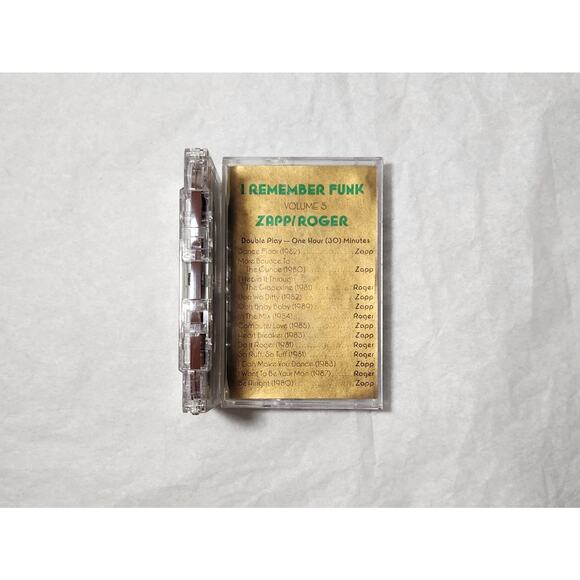 I REMEMBER FUNK
VOLUME 5
ZAPP/ROGER
Double Play — One Hour (30) Minutes
Dance Floor (1982) Zapp
More Bounce To
The Ounce (1980) Zapp
I Heard It Through
The Grapevine (1981) Roger
Doo Wa Ditty (1982) Zapp
Ooh Baby Baby (1989) Zapp
In The Mix (1984) Roger
Computer Love (1985) Zapp
Heart Breaker (1983) Zapp
Do It Roger (1981) Roger
So Ruff, So Tuff (1981) Roger
I Can Make You Dance (1983) Zapp
I Want To Be Your Man (1987) Roger
Be Alright (1980) Zapp